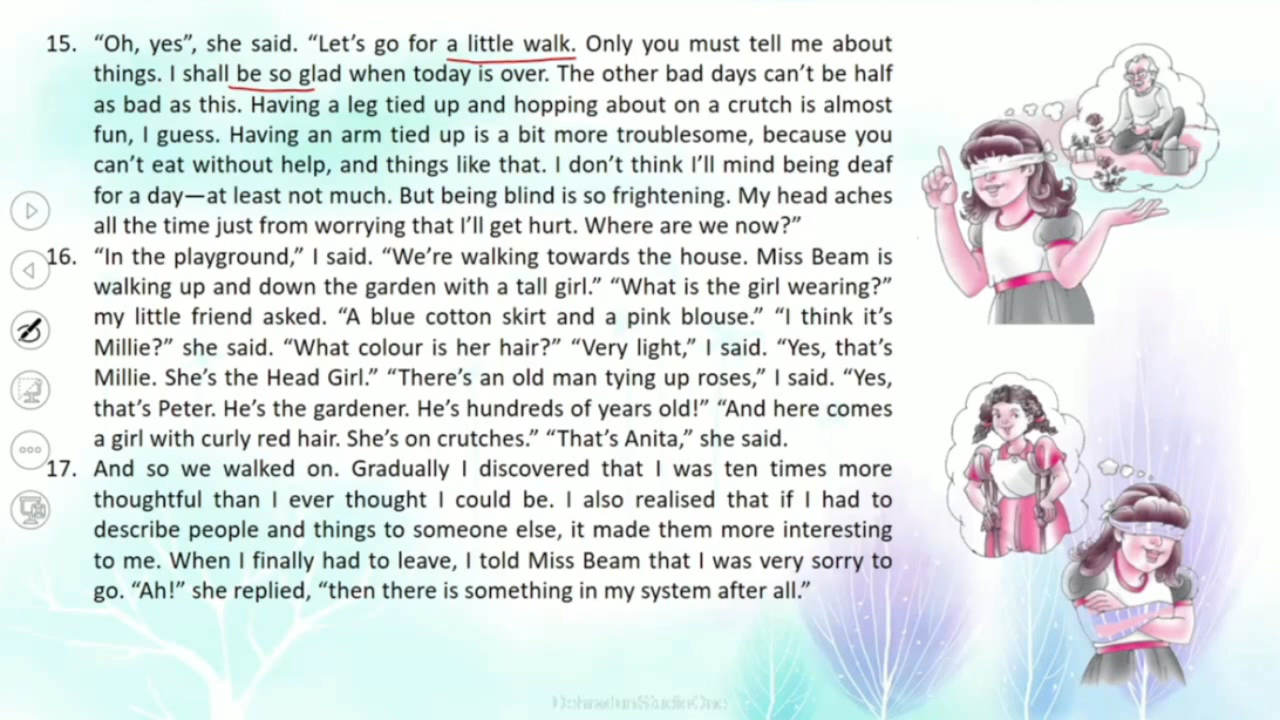 15. “Oh, yes”, she said. “Let’s go for a little walk. Only you must tell me about
things. I shall be so glad when today is over. The other bad days can’t be half
as bad as this. Having a leg tied up and hopping about on a crutch is almost
fun, I guess. Having an arm tied up is a bit more troublesome, because you
can’t eat without help, and things like that. I don’t think I’ll mind being deaf
for a day—at least not much. But being blind is so frightening. My head aches
all the time just from worrying that I’ll get hurt. Where are we now?”
16. “In the playground,” I said. “We’re walking towards the house. Miss Beam is
walking up and down the garden with a tall girl.” “What is the girl wearing?”
my little friend asked. “A blue cotton skirt and a pink blouse.” “I think it’s
Millie?” she said. “What colour is her hair?” “Very light,” I said. “Yes, that’s
Millie. She’s the Head Girl.” “There’s an old man tying up roses,” I said. “Yes,
that’s Peter. He’s the gardener. He’s hundreds of years old!” “And here comes
a girl with curly red hair. She’s on crutches.” “That’s Anita,” she said.
17. And so we walked on. Gradually I discovered that I was ten times more
thoughtful than I ever thought I could be. I also realised that if I had to
describe people and things to someone else, it made them more interesting
to me. When I finally had to leave, I told Miss Beam that I was very sorry to
go. “Ah!” she replied, “then there is something in my system after all.”